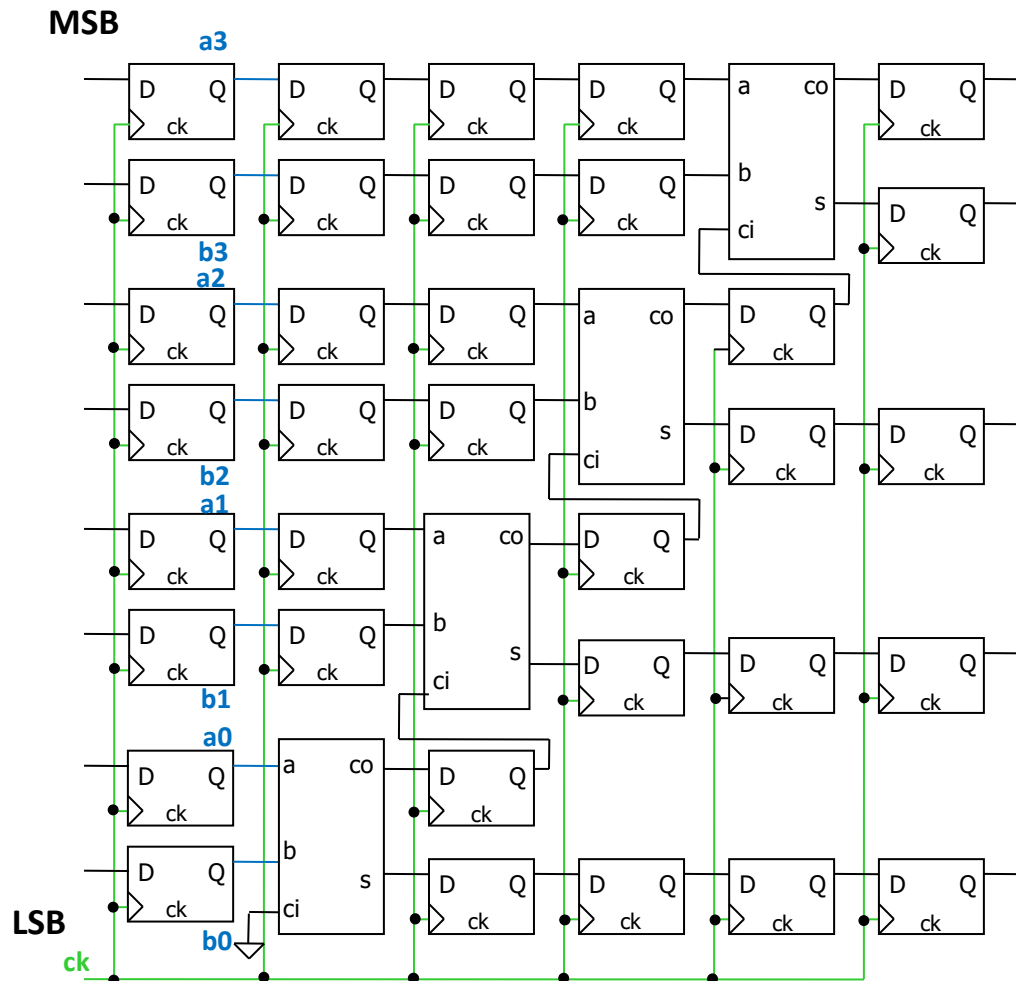 MSB
a3
D Q D Q D Q D Q a co D Q
ck ck ck ck ck
D Q D Q D Q D Q b s D Q
ck ck ck ck ci ck
b3
a2
D Q D Q D Q a co D Q
ck ck ck ck
D Q D Q D Q b s D Q D Q
ck ck ck ci ck ck
b2
a1
D Q D Q a co D Q
ck ck ck
D Q D Q b s D Q D Q D Q
ck ck ci ck ck ck
b1
a0
D Q a co D Q
ck ck
D Q b s D Q D Q D Q D Q
ck ci ck ck ck ck
LSB
b0
ck